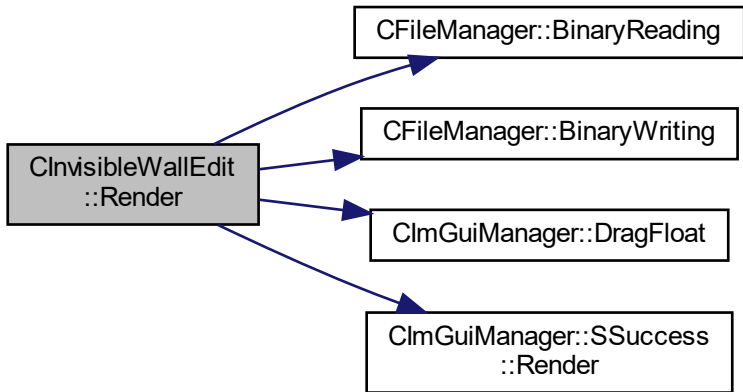 CFileManager::BinaryReading
CFileManager::BinaryWriting
CInvisibleWallEdit
::Render
CImGuiManager::DragFloat
CImGuiManager::SSuccess
::Render